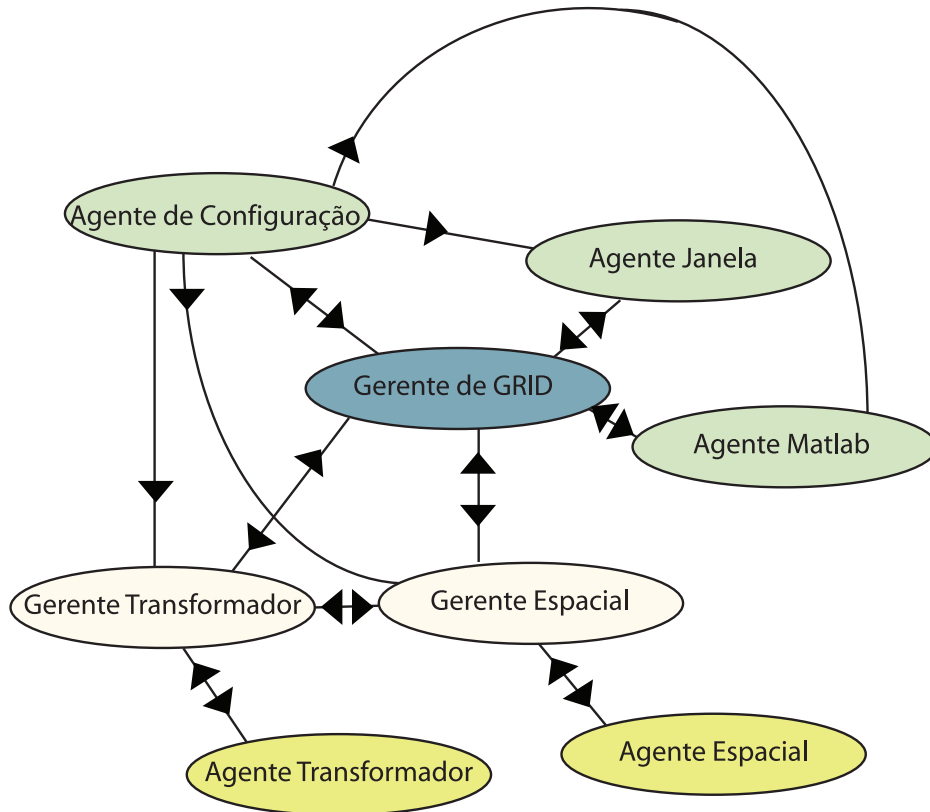 Agente de Configuração
Agente Janela
Gerente de GRID
Agente Matlab
Gerente Transformador
Gerente Espacial
Agente Transformador
Agente Espacial